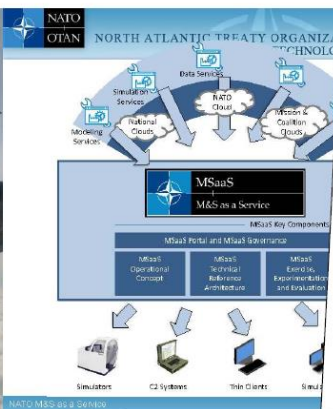 NATO
OTAN
NORTH ATLANTIC TREATY ORGANIZA
TECHNOLO
Data Services
Simulation
Services
Modeling
Services
National
Clouds
NATO
Cloud
Mission &
Coalition
Clouds
MSaaS
M&S as a Service
MSaaS Key Components
MSaaS Portal and MSaaS Governance
MSaaS
Operational
Concept
MSaaS
Technical
Reference
Architecture
MSaaS
Exercise,
Experimentation
and Evaluation
Simulators
C2 Systems
Thin Clients
Simula
NATO M&S as a Service